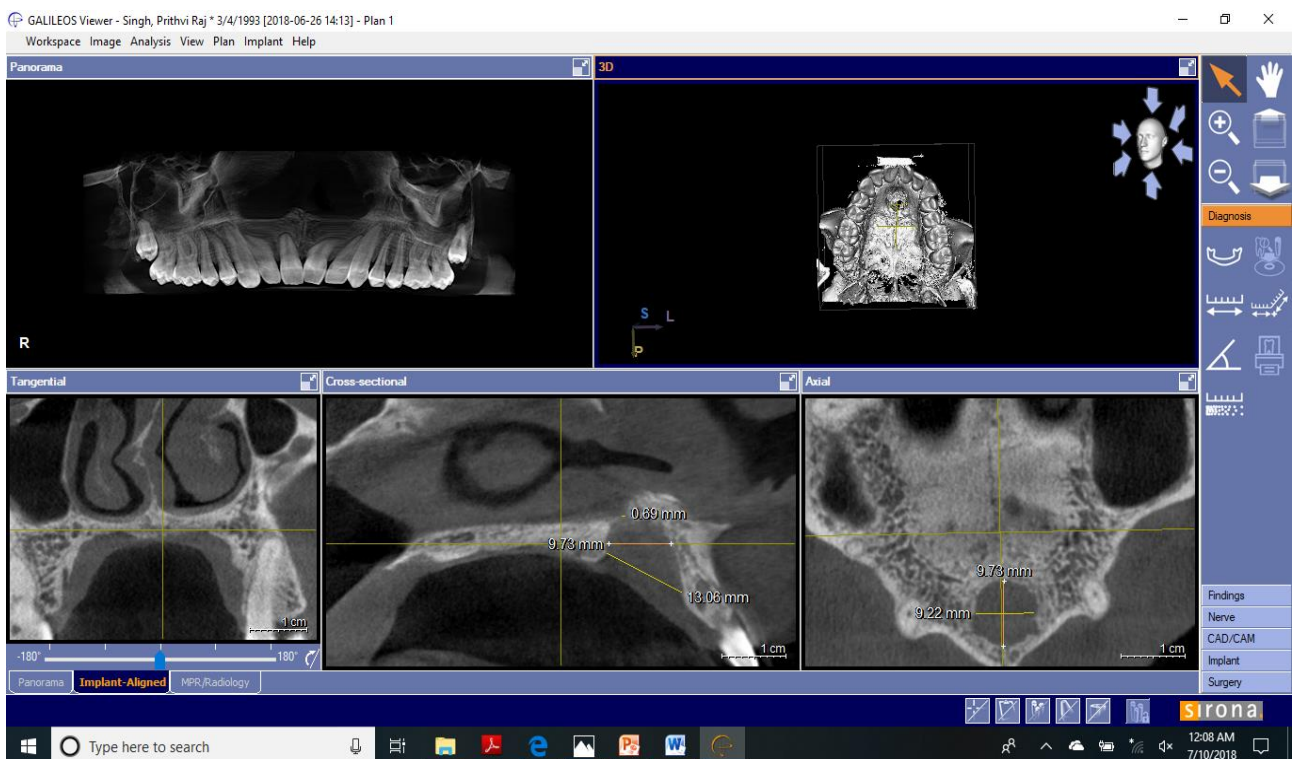 GALILEOS Viewer - Singh, Prithvi Raj * 3/4/1993 [2018-06-26 14:13] - Plan 1
Workspace Image Analysis View Plan Implant Help
Panorama
3D
R
S L
P
Diagnosis
Tangential
Cross-sectional
Axial
0.89 mm
9.73 mm
13.06 mm
1 cm
1 cm
9.73 mm
9.22 mm
1 cm
-180° 180°
Panorama Implant-Aligned MPR/Radiology
Findings
Nerve
CAD/CAM
Implant
Surgery
sirona
Type here to search
12:08 AM
7/10/2018